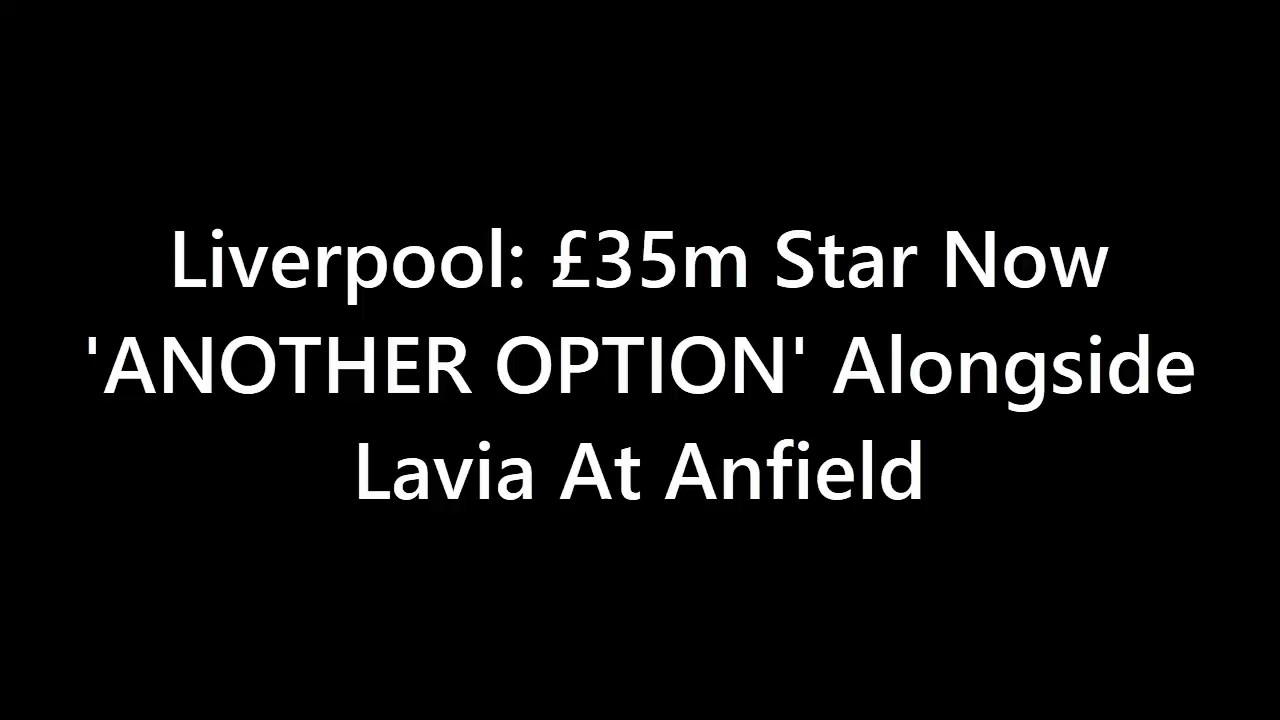 Liverpool: £35m Star Now
'ANOTHER OPTION' Alongside
Lavia At Anfield